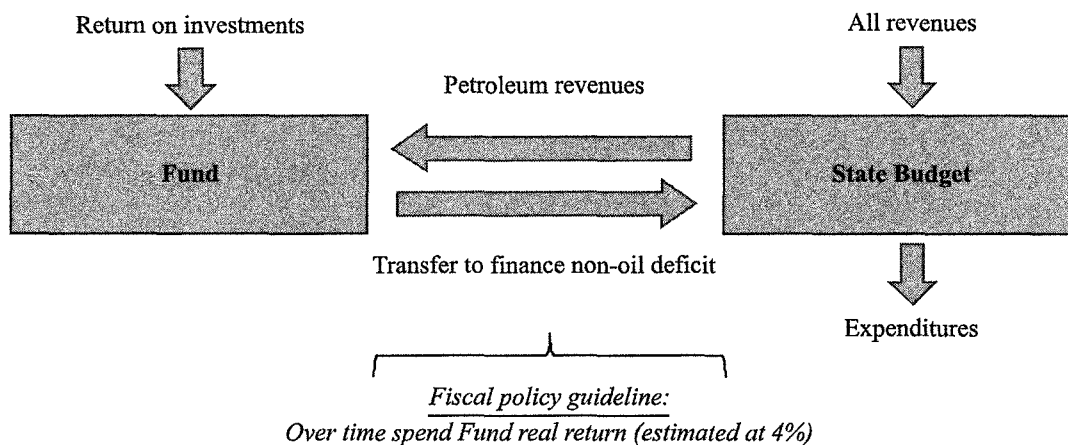 Return on investments
All revenues
Petroleum revenues
Fund
State Budget
Transfer to finance non-oil deficit
Expenditures
Fiscal policy guideline:
Over time spend Fund real return (estimated at 4%)